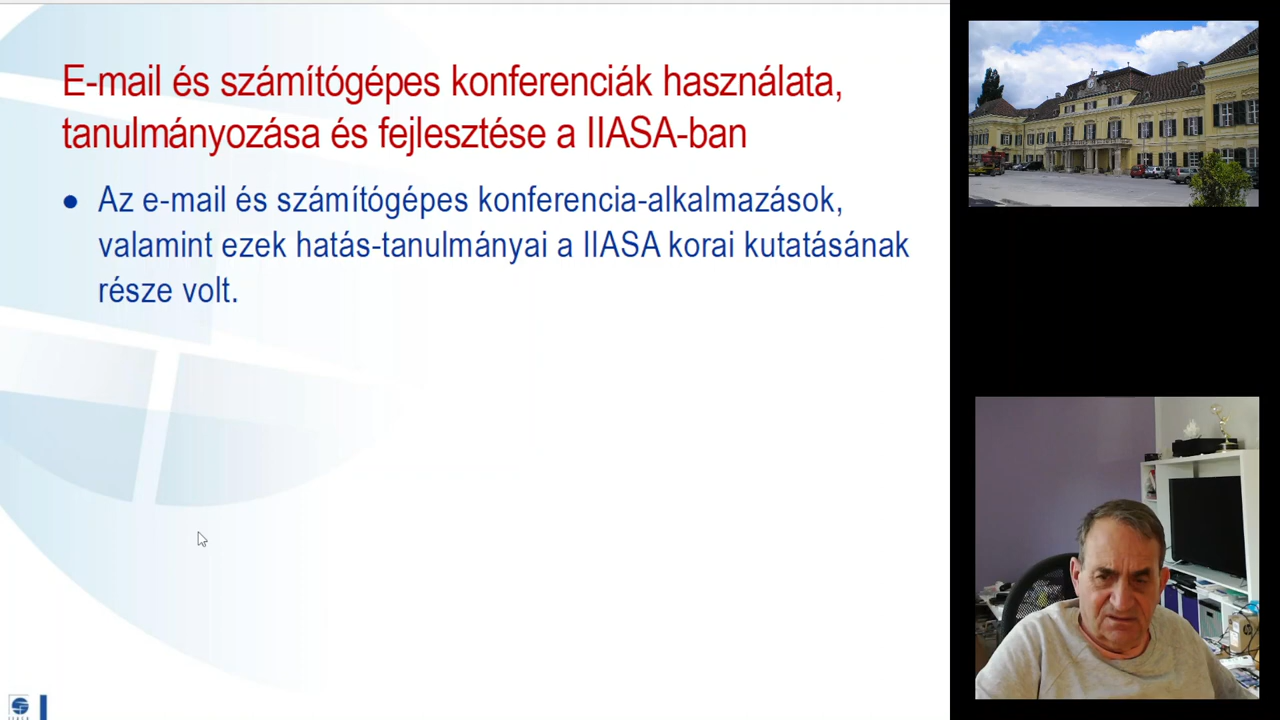 E-mail és számítógépes konferenciák használata,
tanulmányozása és fejlesztése a IIASA-ban
Az e-mail és számítógépes konferencia-alkalmazások,
valamint ezek hatás-tanulmányai a IIASA korai kutatásának
része volt.
IIASA